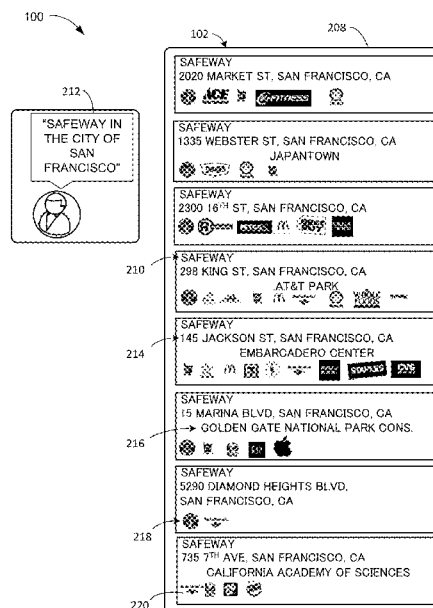 100
102
208
212
"SAFEWAY IN
THE CITY OF
SAN
FRANCISCO"
SAFEWAY
2020 MARKET ST, SAN FRANCISCO, CA
ACE
FITNESS
SAFEWAY
1335 WEBSTER ST, SAN FRANCISCO, CA
JAPANTOWN
SAFEWAY
2300 16TH ST, SAN FRANCISCO, CA
210
SAFEWAY
298 KING ST, SAN FRANCISCO, CA
AT&T PARK
214
SAFEWAY
145 JACKSON ST, SAN FRANCISCO, CA
EMBARCADERO CENTER
STAPLES
CVS
SAFEWAY
15 MARINA BLVD, SAN FRANCISCO, CA
216
GOLDEN GATE NATIONAL PARK CONS.
SAFEWAY
5290 DIAMOND HEIGHTS BLVD,
SAN FRANCISCO, CA
218
SAFEWAY
735 7TH AVE, SAN FRANCISCO, CA
CALIFORNIA ACADEMY OF SCIENCES
220